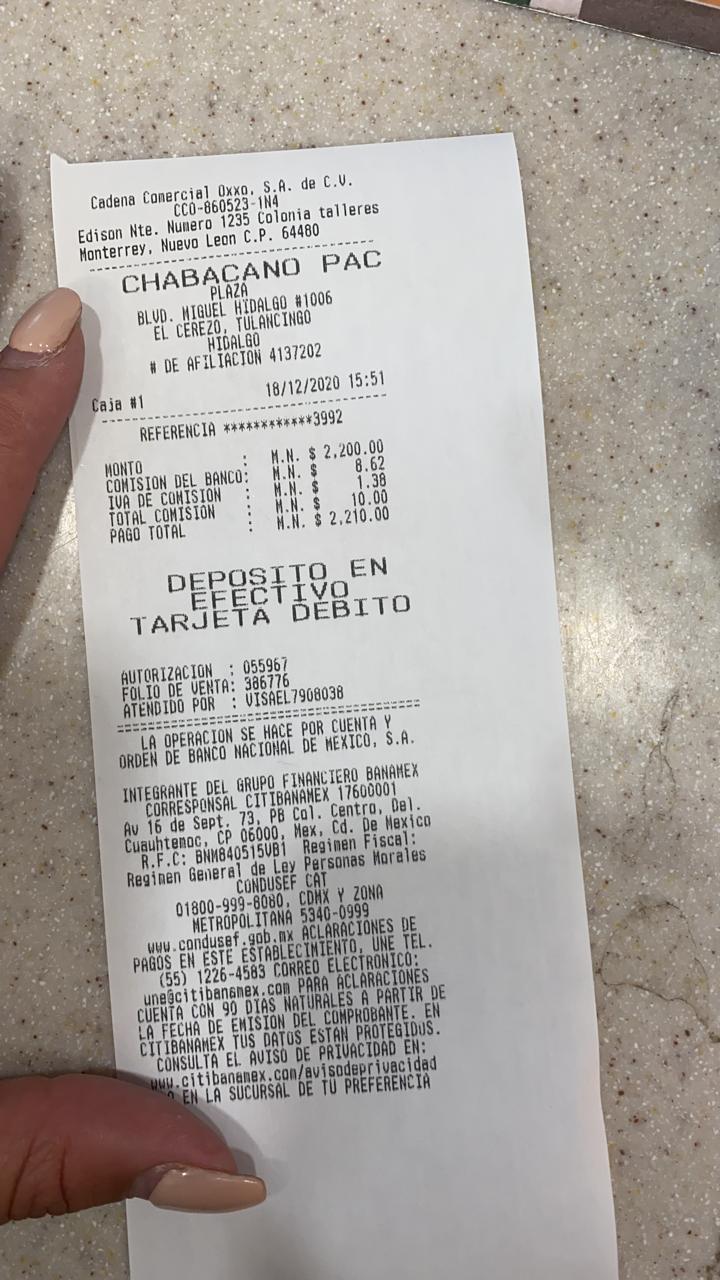 Cadena Comercial Oxxo, S.A. de C.V.
CCO-860523-1N4
Edison Nte. Numero 1235 Colonia talleres
Monterrey, Nuevo Leon C.P. 64480
CHABACANO PAC
PLAZA
BLVD. MIGUEL HIDALGO #1006
EL CEREZO, TULANCINGO
HIDALGO
# DE AFILIACION 4137202
Caja #1 18/12/2020 15:51
REFERENCIA ************3992
MONTO : M.N. $ 2,200.00
COMISION DEL BANCO: M.N. $ 8.62
IVA DE COMISION : M.N. $ 1.38
TOTAL COMISION : M.N. $ 10.00
PAGO TOTAL : M.N. $ 2,210.00
DEPOSITO EN
EFECTIVO
TARJETA DEBITO
AUTORIZACION : 055967
FOLIO DE VENTA: 386776
ATENDIDO POR : VISAEL7908038
LA OPERACION SE HACE POR CUENTA Y
ORDEN DE BANCO NACIONAL DE MEXICO, S.A.
INTEGRANTE DEL GRUPO FINANCIERO BANAMEX
CORRESPONSAL CITIBANAMEX 17600001
Av 16 de Sept. 73, PB Col. Centro, Del.
Cuauhtemoc, CP 06000, Mex, Cd. De Mexico
R.F.C: BNM840515VB1 Regimen Fiscal:
Regimen General de Ley Personas Morales
CONDUSEF CAT
01800-999-8080, CDMX Y ZONA
METROPOLITANA 5340-0999
www.condusef.gob.mx ACLARACIONES DE
PAGOS EN ESTE ESTABLECIMIENTO, UNE TEL.
(55) 1226-4583 CORREO ELECTRONICO:
une@citibanamex.com PARA ACLARACIONES
CUENTA CON 90 DIAS NATURALES A PARTIR DE
LA FECHA DE EMISION DEL COMPROBANTE. EN
CITIBANAMEX TUS DATOS ESTAN PROTEGIDOS.
CONSULTA EL AVISO DE PRIVACIDAD EN:
www.citibanamex.com/avisodeprivacidad
O EN LA SUCURSAL DE TU PREFERENCIA